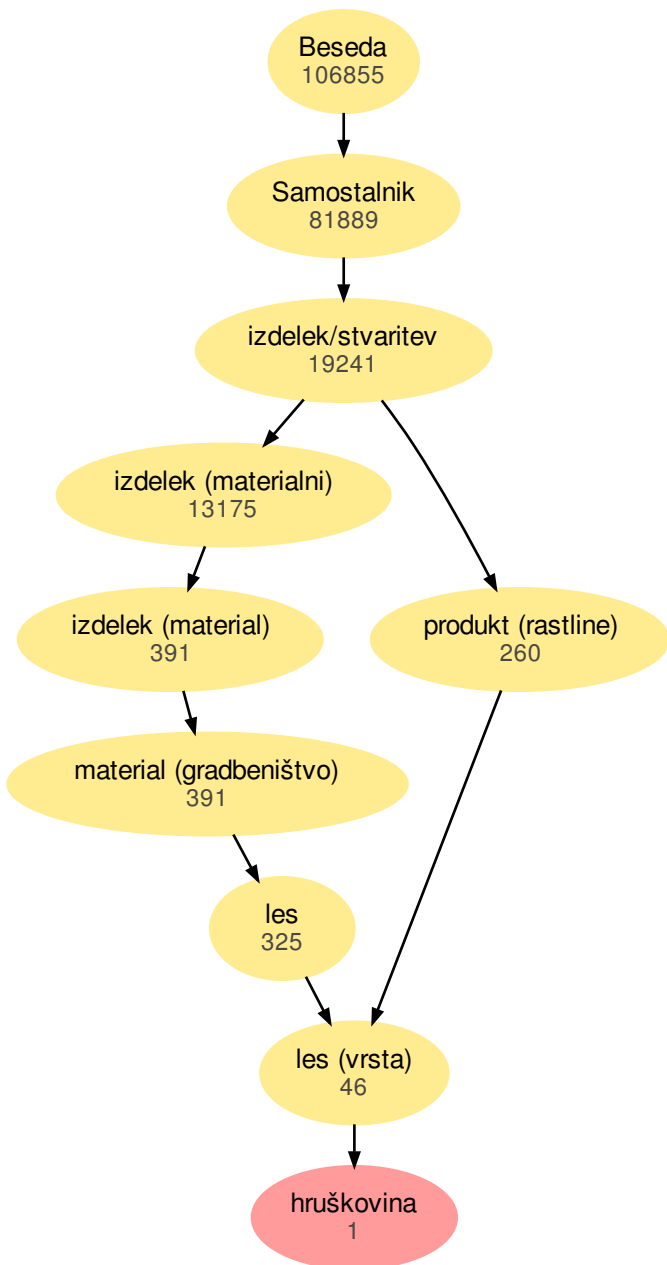 Beseda
106855
Samostalnik
81889
izdelek/stvaritev
19241
izdelek (materialni)
13175
izdelek (material)
391
produkt (rastline)
260
material (gradbeništvo)
391
les
325
les (vrsta)
46
hruškovina
1